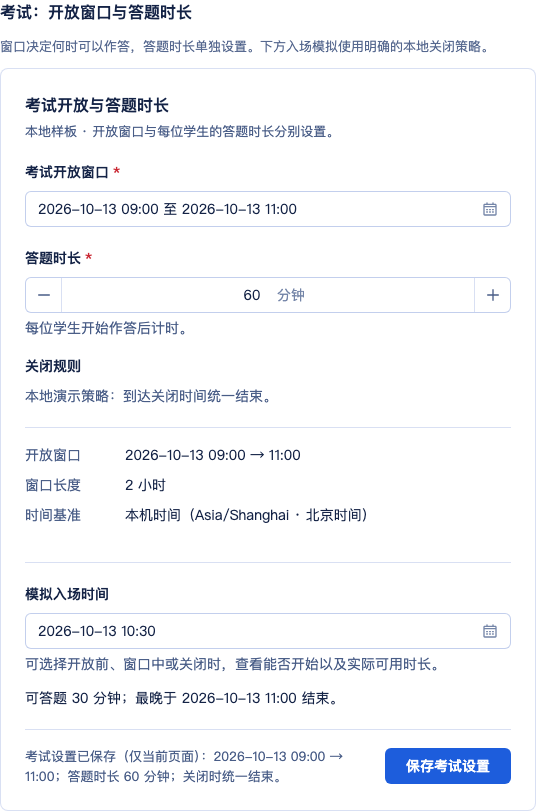 考试：开放窗口与答题时长
窗口决定何时可以作答，答题时长单独设置。下方入场模拟使用明确的本地关闭策略。
考试开放与答题时长
本地样板 · 开放窗口与每位学生的答题时长分别设置。
考试开放窗口 *
2026-10-13 09:00 至 2026-10-13 11:00
答题时长 *
− 60 分钟 +
每位学生开始作答后计时。
关闭规则
本地演示策略：到达关闭时间统一结束。
开放窗口 2026-10-13 09:00 → 11:00
窗口长度 2 小时
时间基准 本机时间（Asia/Shanghai · 北京时间）
模拟入场时间
2026-10-13 10:30
可选择开放前、窗口中或关闭时，查看能否开始以及实际可用时长。
可答题 30 分钟；最晚于 2026-10-13 11:00 结束。
考试设置已保存（仅当前页面）：2026-10-13 09:00 →
11:00；答题时长 60 分钟；关闭时统一结束。
保存考试设置